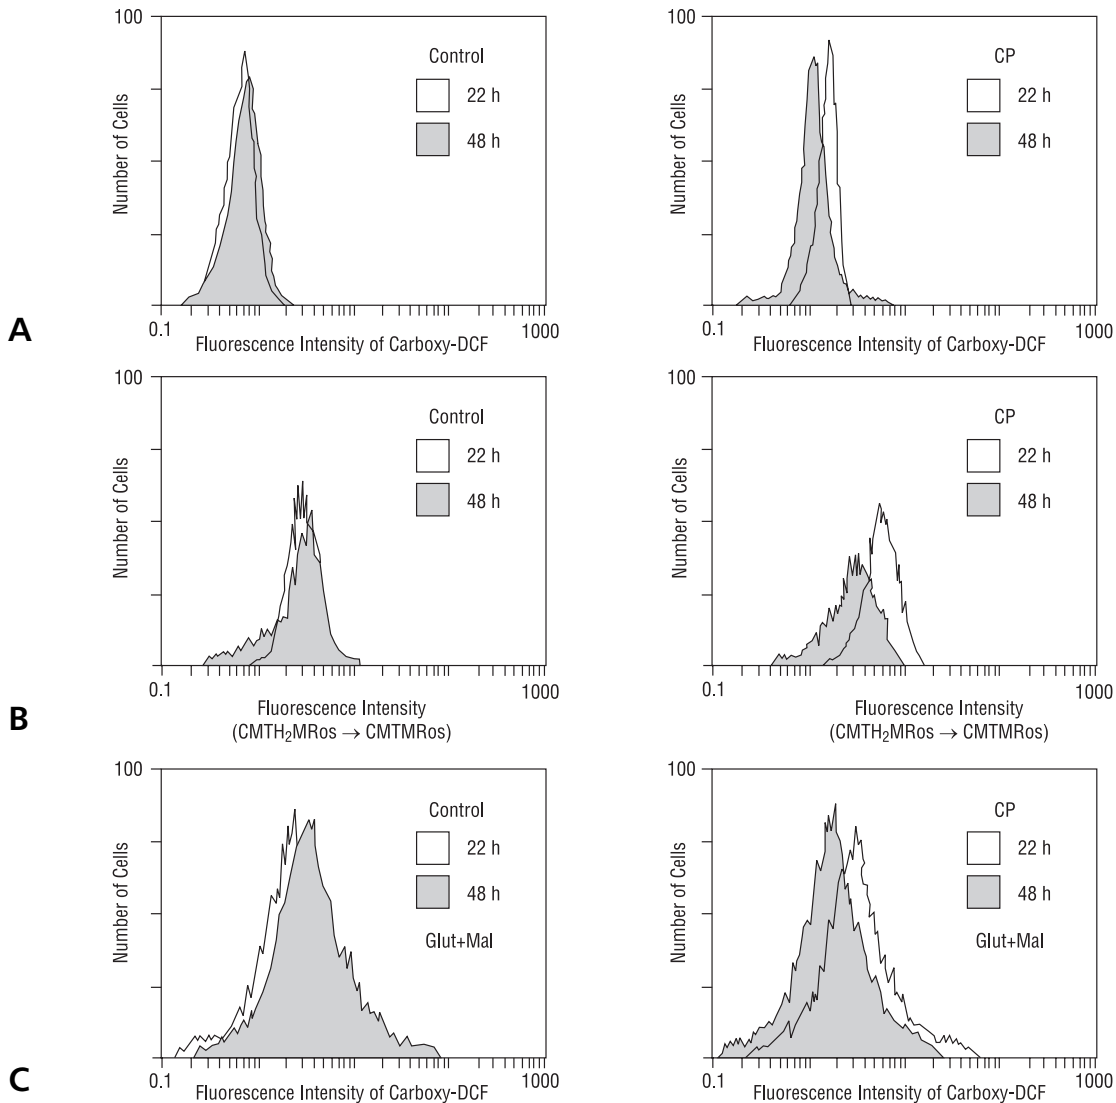 100
Control
22 h
48 h
Number of Cells
0.1
1000
Fluorescence Intensity of Carboxy-DCF
100
CP
22 h
48 h
Number of Cells
0.1
1000
Fluorescence Intensity of Carboxy-DCF
A
100
Control
22 h
48 h
Number of Cells
0.1
1000
Fluorescence Intensity
(CMTH₂MRos → CMTMRos)
100
CP
22 h
48 h
Number of Cells
0.1
1000
Fluorescence Intensity
(CMTH₂MRos → CMTMRos)
B
100
Control
22 h
48 h
Glut+Mal
Number of Cells
0.1
1000
Fluorescence Intensity of Carboxy-DCF
100
CP
22 h
48 h
Glut+Mal
Number of Cells
0.1
1000
Fluorescence Intensity of Carboxy-DCF
C